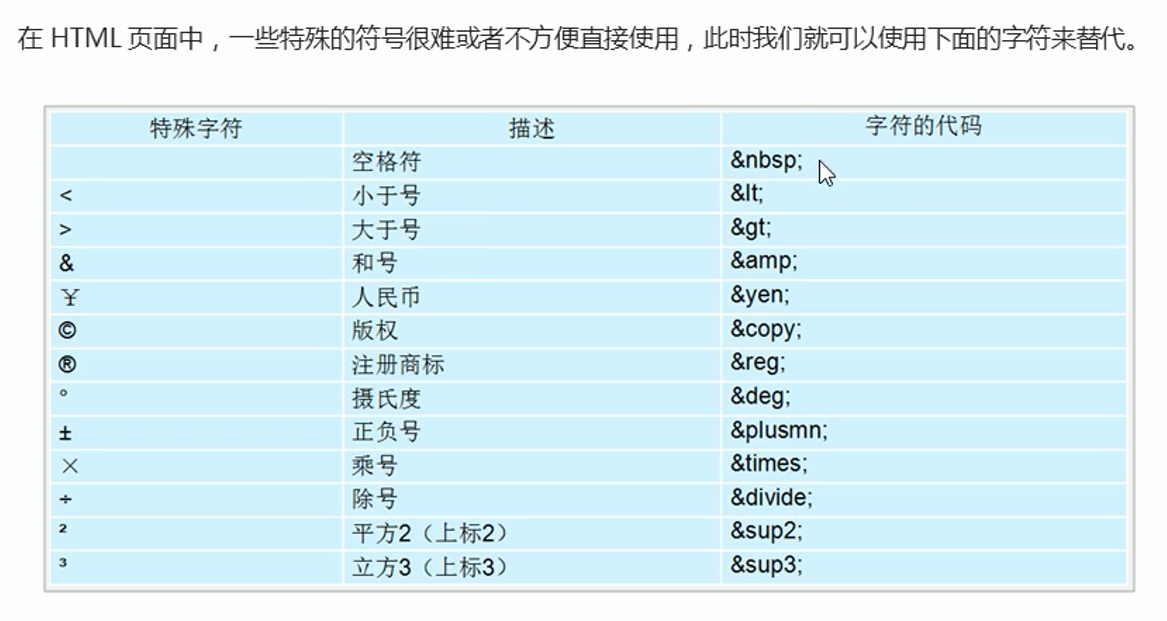 在 HTML 页面中，一些特殊的符号很难或者不方便直接使用，此时我们就可以使用下面的字符来替代。
特殊字符 描述 字符的代码
空格符 &nbsp;
< 小于号 &lt;
> 大于号 &gt;
& 和号 &amp;
￥ 人民币 &yen;
© 版权 &copy;
® 注册商标 &reg;
° 摄氏度 &deg;
± 正负号 &plusmn;
× 乘号 &times;
÷ 除号 &divide;
² 平方2（上标2） &sup2;
³ 立方3（上标3） &sup3;